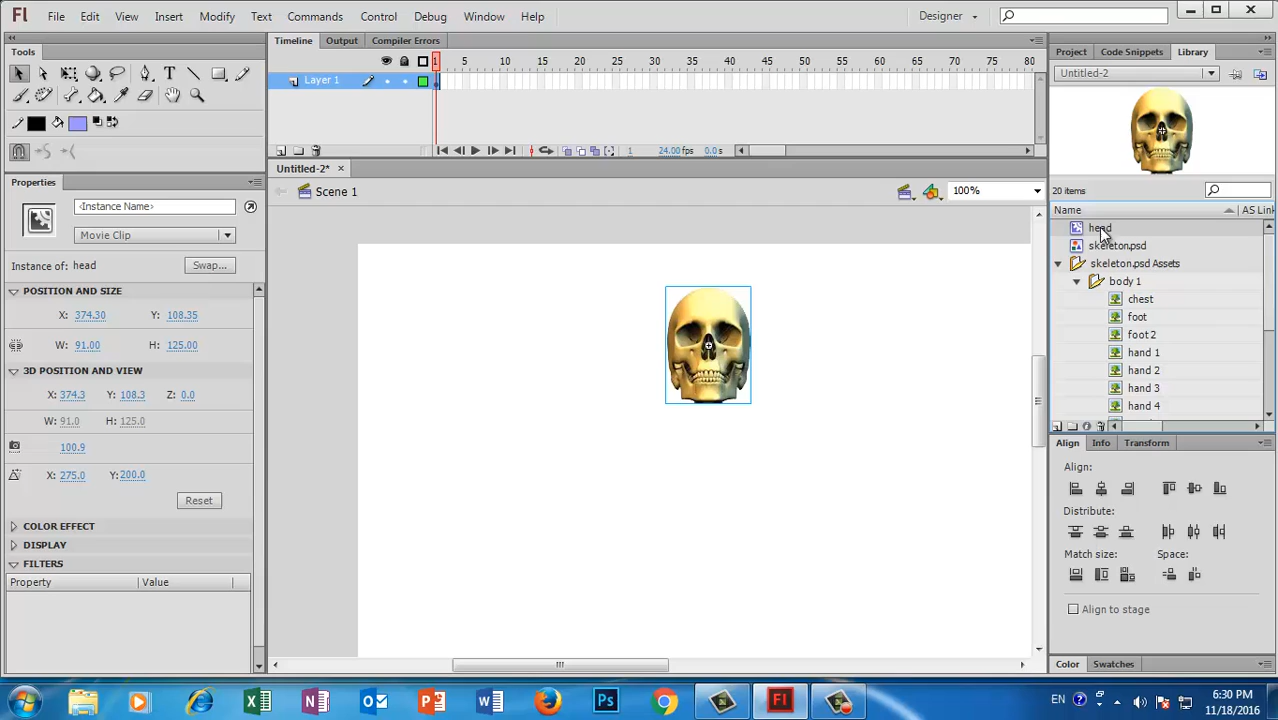 Fl File Edit View Insert Modify Text Commands Control Debug Window Help Designer
Tools
Timeline Output Compiler Errors
Project Code Snippets Library
1 5 10 15 20 25 30 35 40 45 50 55 60 65 70 75 80
Layer 1
Untitled-2
1 24.00 fps 0.0 s
Untitled-2*
Scene 1
100%
20 items
Name AS Link
head
skeleton.psd
skeleton.psd Assets
body 1
chest
foot
foot 2
hand 1
hand 2
hand 3
hand 4
Properties
<Instance Name>
Movie Clip
Instance of: head Swap...
POSITION AND SIZE
X: 374.30 Y: 108.35
W: 91.00 H: 125.00
3D POSITION AND VIEW
X: 374.3 Y: 108.3 Z: 0.0
W: 91.0 H: 125.0
100.9
X: 275.0 Y: 200.0
Reset
COLOR EFFECT
DISPLAY
FILTERS
Property Value
Align Info Transform
Align:
Distribute:
Match size: Space:
Align to stage
Color Swatches
EN
6:30 PM
11/18/2016